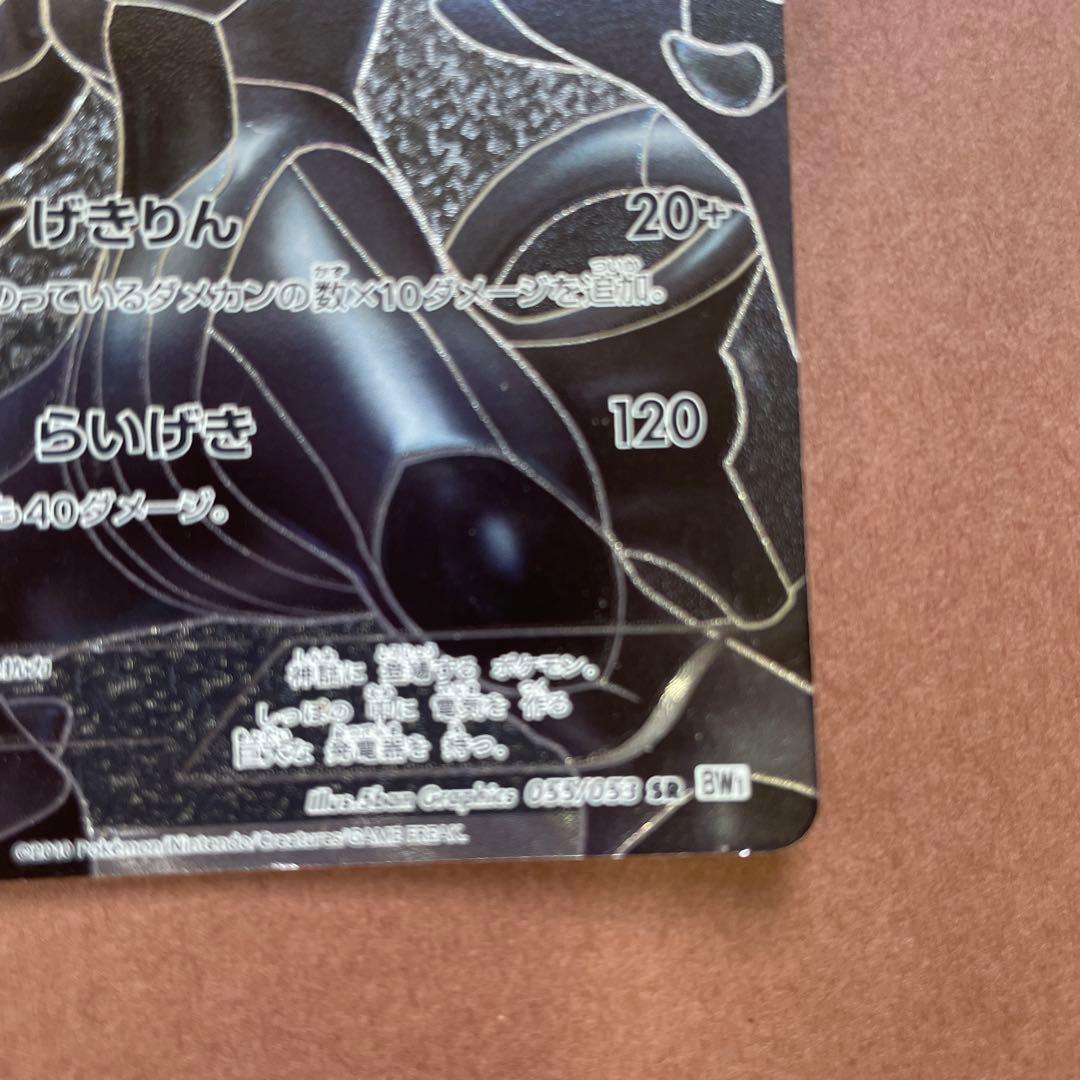 げきりん 20+
のっているダメカンの数×10ダメージを追加。
らいげき 120
も40ダメージ。
神話に 登場する ポケモン。
しっぽの 中に 電気を 作る
巨大な 発電器を 持つ。
Illus. 5ban Graphics 055/053 SR BW1
©2010 Pokémon/Nintendo/Creatures/GAME FREAK.